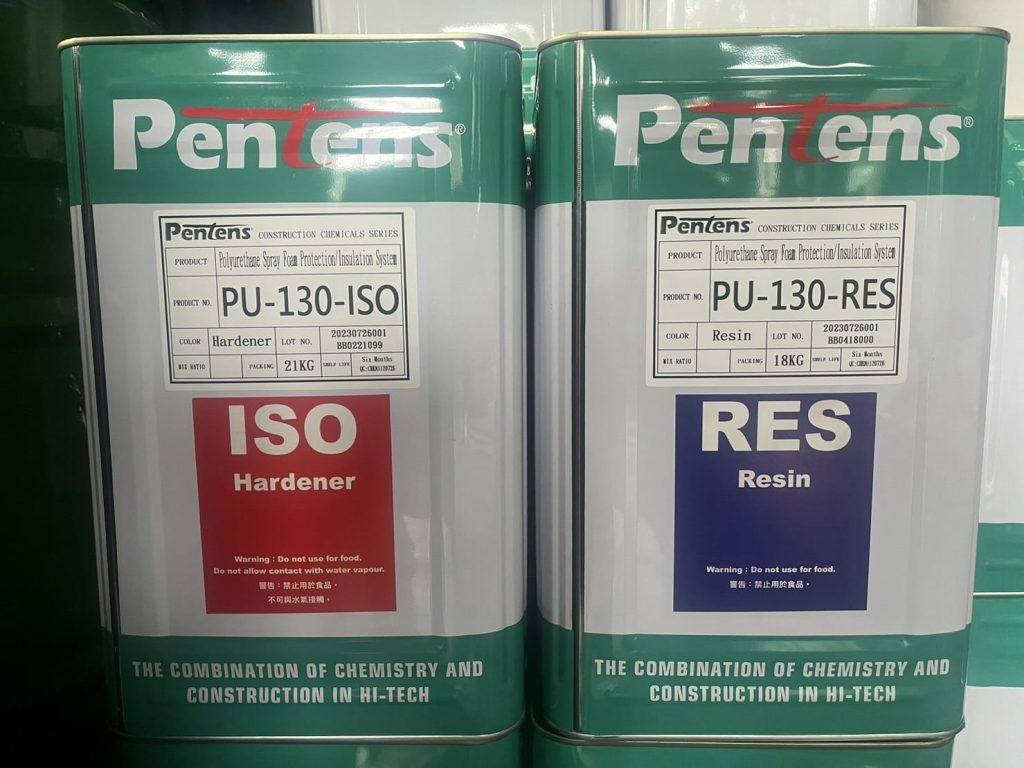 Pentens®
Pentens CONSTRUCTION CHEMICALS SERIES
PRODUCT Polyurethane Spray Foam Protection/Insulation System
PRODUCT NO. PU-130-ISO
COLOR Hardener LOT NO. 20230726001
BB0221099
MIX RATIO PACKING 21KG SHELF LIFE Six Months
ISO
Hardener
Warning : Do not use for food.
Do not allow contact with water vapour.
警告：禁止用於食品。
不可與水氣接觸。
THE COMBINATION OF CHEMISTRY AND
CONSTRUCTION IN HI-TECH
Pentens®
Pentens CONSTRUCTION CHEMICALS SERIES
PRODUCT Polyurethane Spray Foam Protection/Insulation System
PRODUCT NO. PU-130-RES
COLOR Resin LOT NO. 20230726001
BB0418000
MIX RATIO PACKING 18KG SHELF LIFE Six Months
RES
Resin
Warning : Do not use for food.
警告：禁止用於食品。
THE COMBINATION OF CHEMISTRY AND
CONSTRUCTION IN HI-TECH